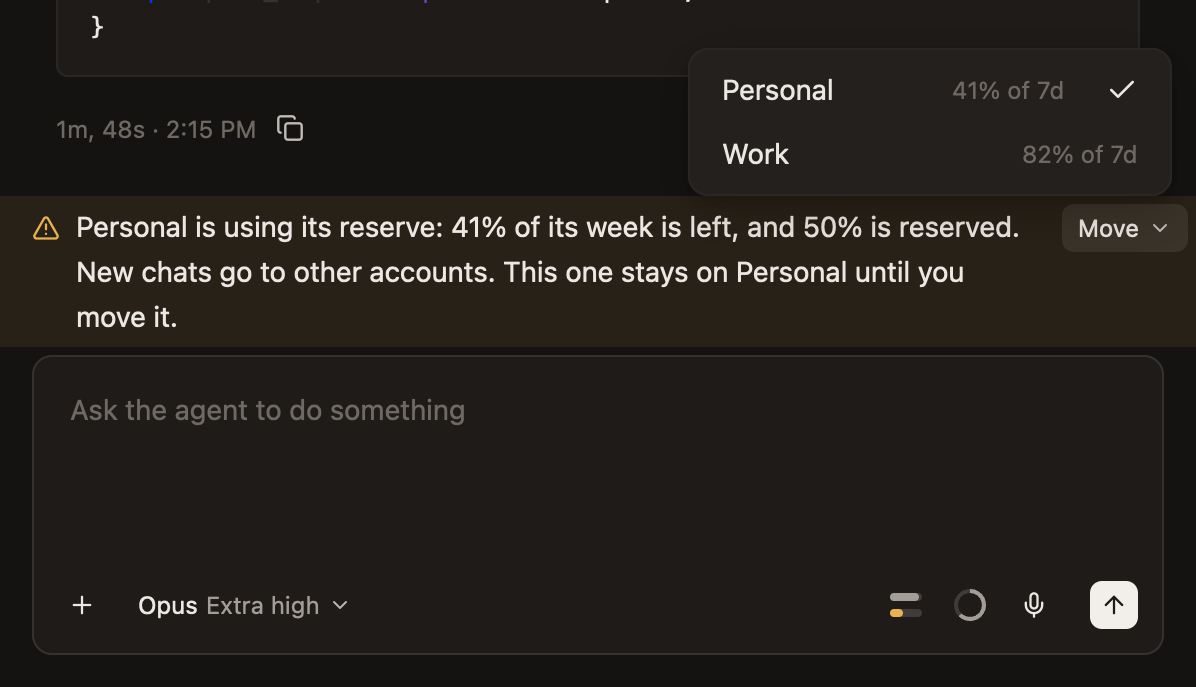 }
Personal 41% of 7d
1m, 48s · 2:15 PM
Work 82% of 7d
Personal is using its reserve: 41% of its week is left, and 50% is reserved.
Move
New chats go to other accounts. This one stays on Personal until you
move it.
Ask the agent to do something
Opus Extra high